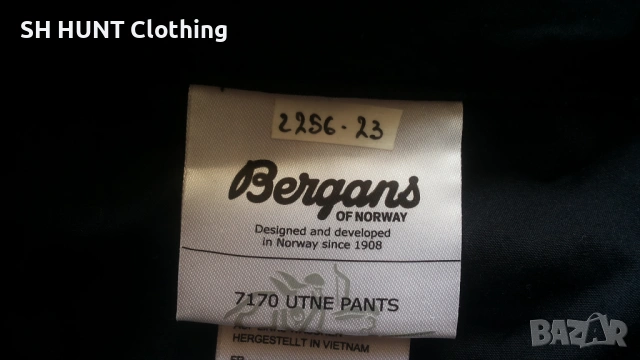 SH HUNT Clothing
2256-23
Bergans
OF NORWAY
Designed and developed
in Norway since 1908
7170 UTNE PANTS
HERGESTELLT IN VIETNAM
BAZAR